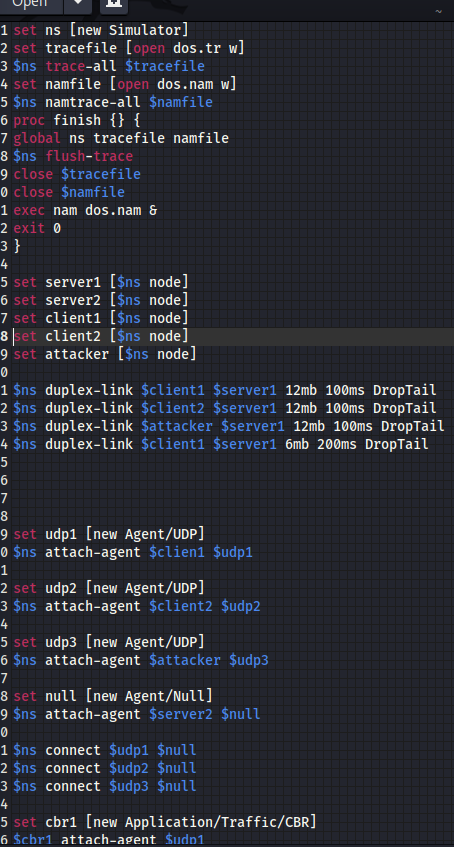 Open
1 set ns [new Simulator]
2 set tracefile [open dos.tr w]
3 $ns trace-all $tracefile
4 set namfile [open dos.nam w]
5 $ns namtrace-all $namfile
6 proc finish {} {
7 global ns tracefile namfile
8 $ns flush-trace
9 close $tracefile
0 close $namfile
1 exec nam dos.nam &
2 exit 0
3 }
4
5 set server1 [$ns node]
6 set server2 [$ns node]
7 set client1 [$ns node]
8 set client2 [$ns node]
9 set attacker [$ns node]
0
1 $ns duplex-link $client1 $server1 12mb 100ms DropTail
2 $ns duplex-link $client2 $server1 12mb 100ms DropTail
3 $ns duplex-link $attacker $server1 12mb 100ms DropTail
4 $ns duplex-link $client1 $server1 6mb 200ms DropTail
5
6
7
8
9 set udp1 [new Agent/UDP]
0 $ns attach-agent $clien1 $udp1
1
2 set udp2 [new Agent/UDP]
3 $ns attach-agent $client2 $udp2
4
5 set udp3 [new Agent/UDP]
6 $ns attach-agent $attacker $udp3
7
8 set null [new Agent/Null]
9 $ns attach-agent $server2 $null
0
1 $ns connect $udp1 $null
2 $ns connect $udp2 $null
3 $ns connect $udp3 $null
4
5 set cbr1 [new Application/Traffic/CBR]
6 $cbr1 attach-agent $udp1